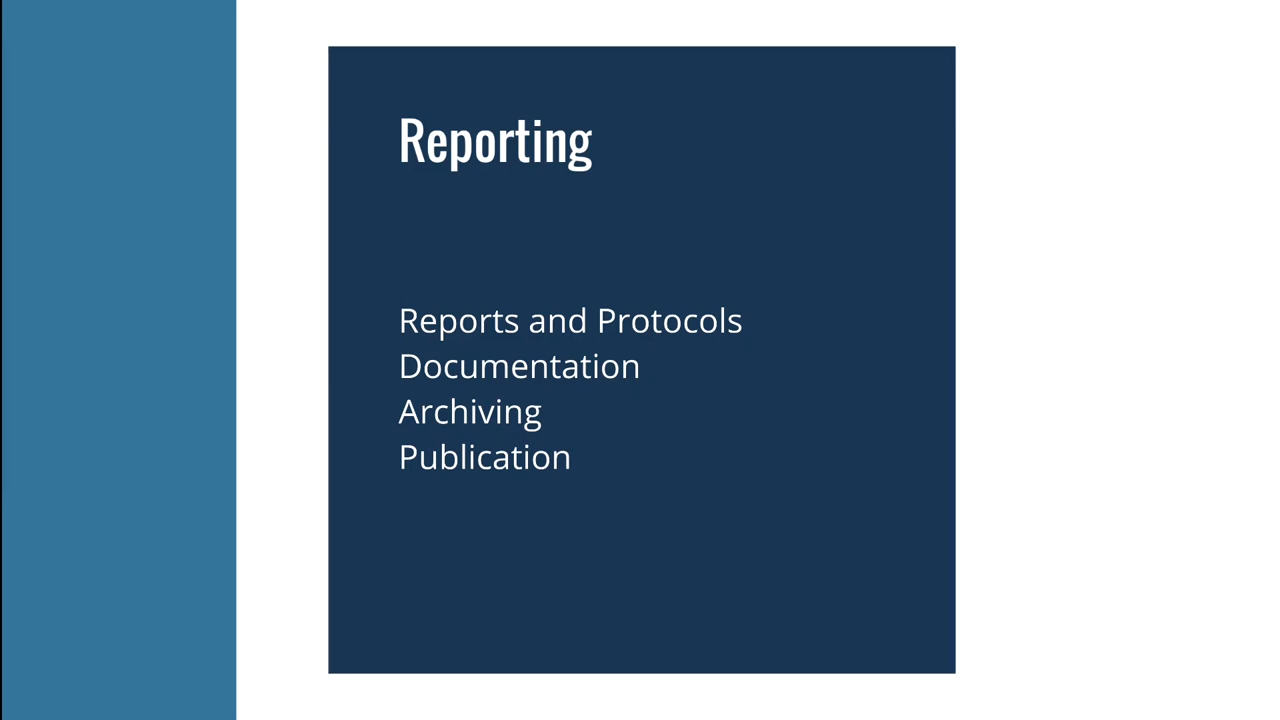 Reporting
Reports and Protocols
Documentation
Archiving
Publication